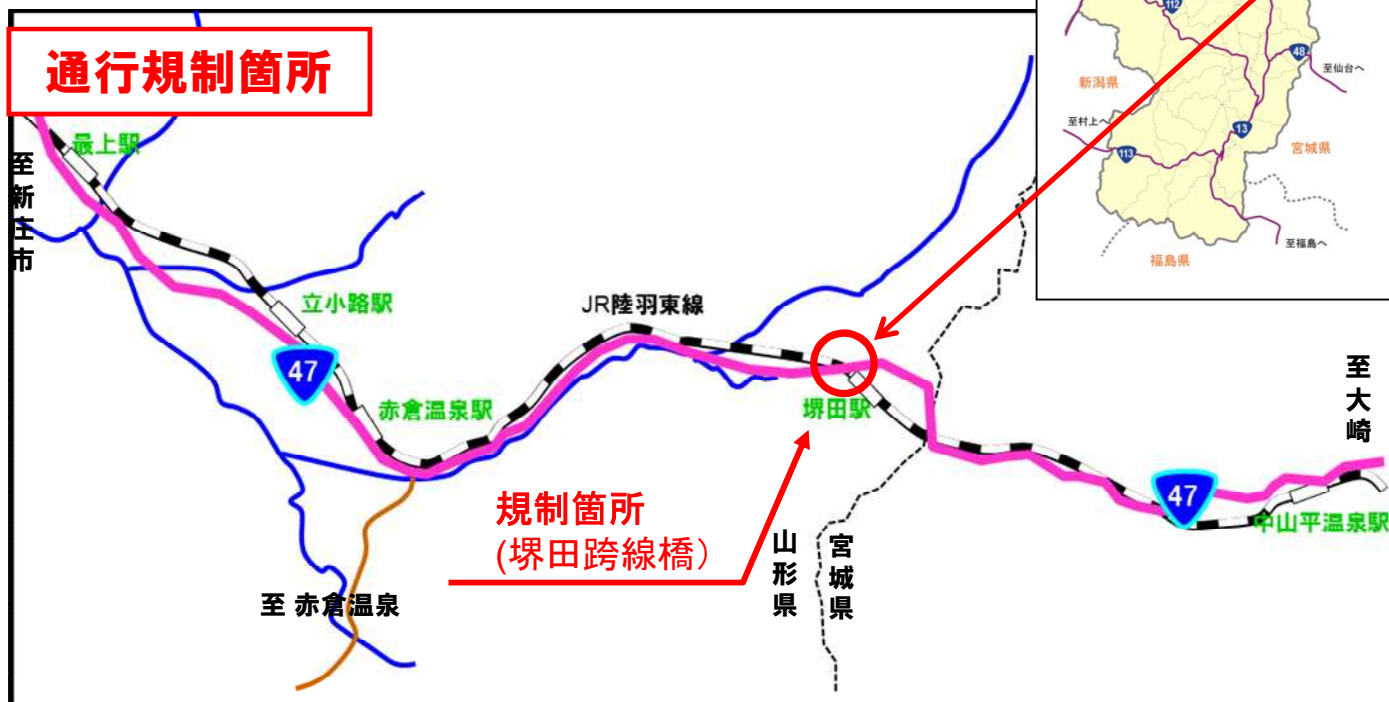 通行規制箇所
112
48
至仙台へ
新潟県
至村上へ
13
113
宮城県
至福島へ
福島県
最上駅
至新庄市
立小路駅
JR陸羽東線
47
赤倉温泉駅
堺田駅
至大崎
規制箇所
(堺田跨線橋)
山形県
宮城県
47
中山平温泉駅
至 赤倉温泉